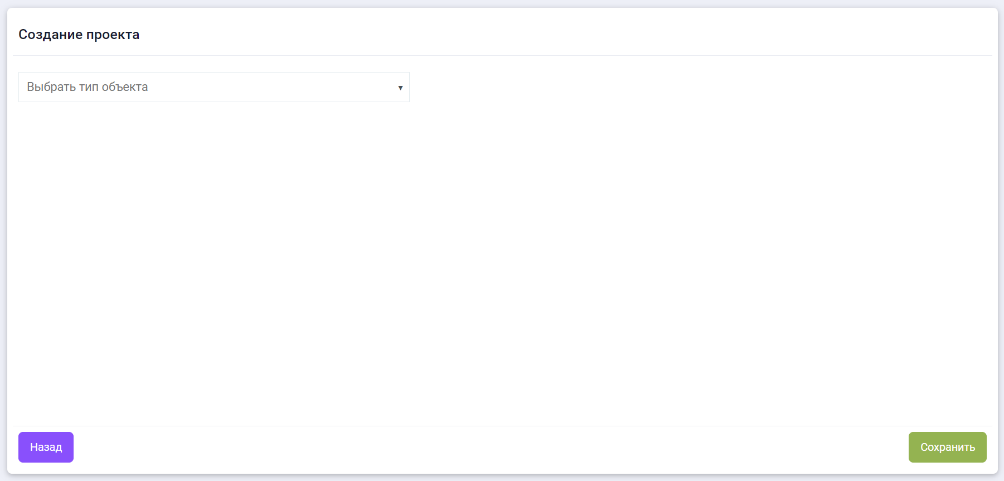 Создание проекта
Выбрать тип объекта
Назад
Сохранить